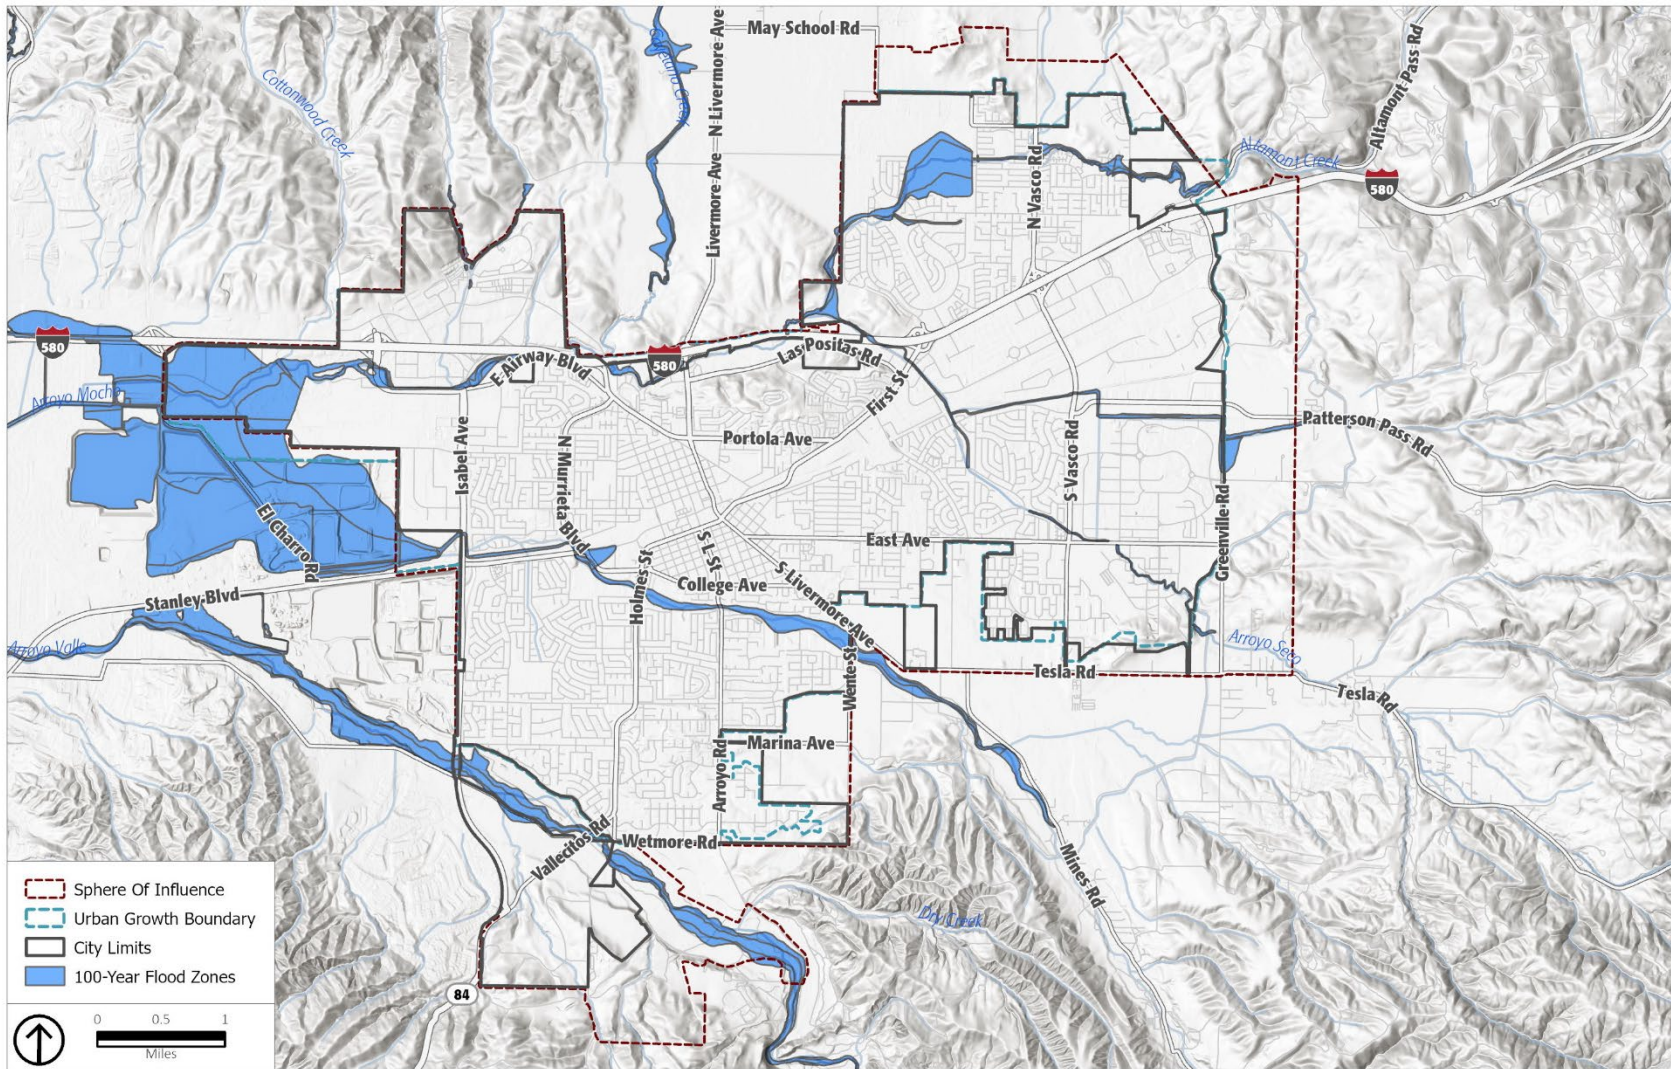 May School Rd
N Livermore Ave
Livermore Ave
Altamont Pass Rd
Cottonwood Creek
N Vasco Rd
580
580
580
Arroyo Mocho
E Airway Blvd
Las Positas Rd
First St
Isabel Ave
N Murrieta Blvd
Portola Ave
S Vasco Rd
Patterson Pass Rd
Greenville Rd
El Charro Rd
East Ave
S L St
Holmes St
College Ave
S Livermore Ave
Stanley Blvd
Arroyo Valle
Wente St
Arroyo Seco
Tesla Rd
Tesla Rd
Marina Ave
Arroyo Rd
Wetmore Rd
Vallecitos Rd
Mines Rd
Dry Creek
84
Sphere Of Influence
Urban Growth Boundary
City Limits
100-Year Flood Zones
0 0.5 1
Miles